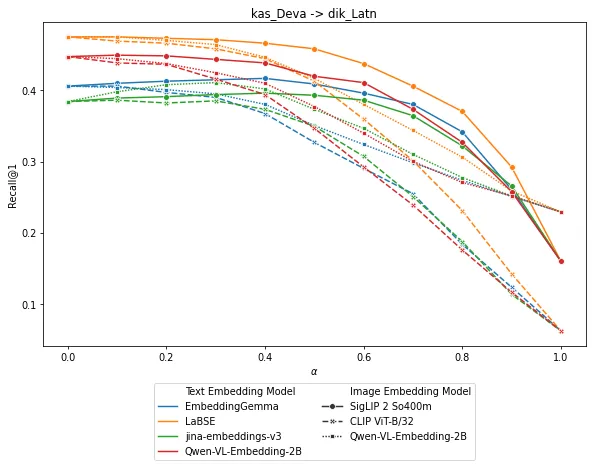 kas_Deva -> dik_Latn
Recall@1
0.4
0.3
0.2
0.1
0.0
0.2
0.4
0.6
0.8
1.0
α
Text Embedding Model
EmbeddingGemma
LaBSE
jina-embeddings-v3
Qwen-VL-Embedding-2B
Image Embedding Model
SigLIP 2 So400m
CLIP ViT-B/32
Qwen-VL-Embedding-2B